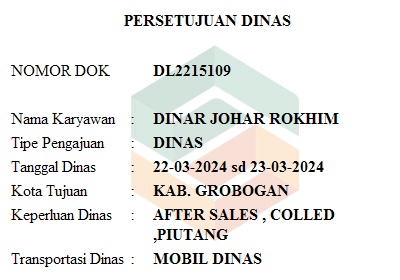 PERSETUJUAN DINAS
NOMOR DOK DL2215109
Nama Karyawan : DINAR JOHAR ROKHIM
Tipe Pengajuan : DINAS
Tanggal Dinas : 22-03-2024 sd 23-03-2024
Kota Tujuan : KAB. GROBOGAN
Keperluan Dinas : AFTER SALES , COLLED
,PIUTANG
Transportasi Dinas : MOBIL DINAS